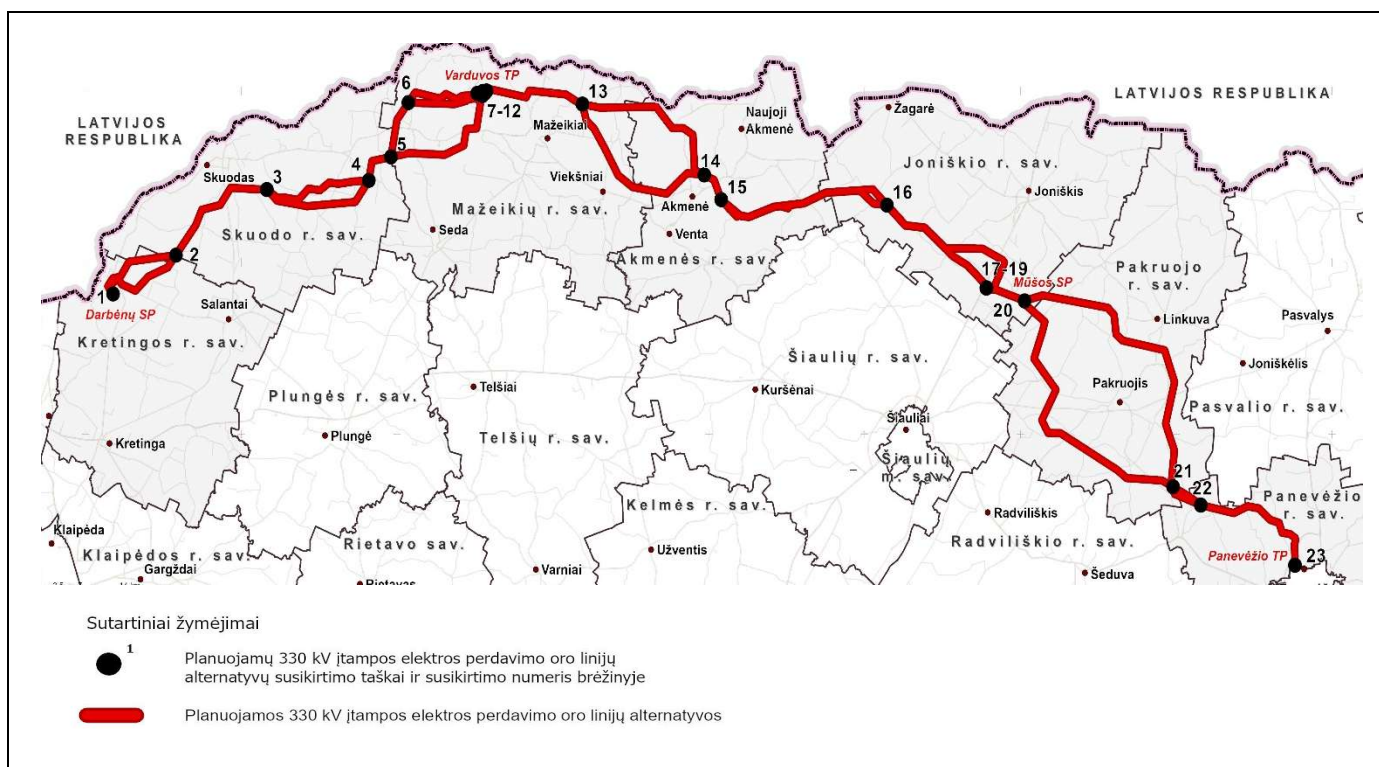 LATVIJOS
RESPUBLIKA
LATVIJOS RESPUBLIKA
Varduvos TP
6
7-12
13
Mažeikiai
Naujoji
Akmenė
Žagarė
Joniškio r. sav.
Joniškis
5
4
3
Skuodas
14
15
16
Viekšniai
Akmenė
Mažeikių r. sav.
Skuodo r. sav.
Seda
Venta
Akmenės r. sav.
2
1
Darbėnų SP
Salantai
Kretingos r. sav.
17-19
Mūšos SP
20
Pakruojo
r. sav.
Linkuva
Pasvalys
Joniškėlis
Pasvalio r. sav.
Šiaulių r. sav.
Telšiai
Kuršėnai
Pakruojis
Plungės r. sav.
Plungė
Telšių r. sav.
Šiauliai
Šiaulių
m. sav.
Kretinga
21
22
Panevėžio
r. sav.
Kelmės r. sav.
Radviliškis
Radviliškio r. sav.
Klaipėda
Klaipėdos r. sav.
Gargždai
Rietavo sav.
Rietavas
Užventis
Varniai
Šeduva
Panevėžio TP
23
Sutartiniai žymėjimai
1
Planuojamų 330 kV įtampos elektros perdavimo oro linijų
alternatyvų susikirtimo taškai ir susikirtimo numeris brėžinyje
Planuojamos 330 kV įtampos elektros perdavimo oro linijų alternatyvos